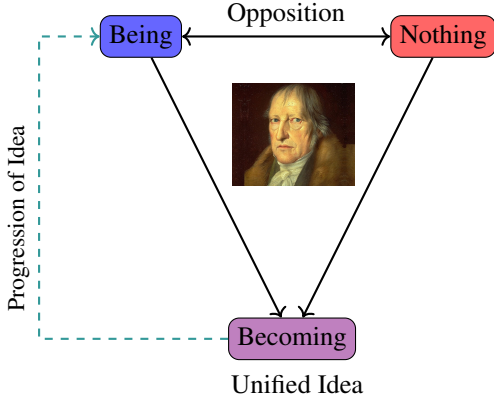 Opposition
Being
Nothing
Progression of Idea
Becoming
Unified Idea